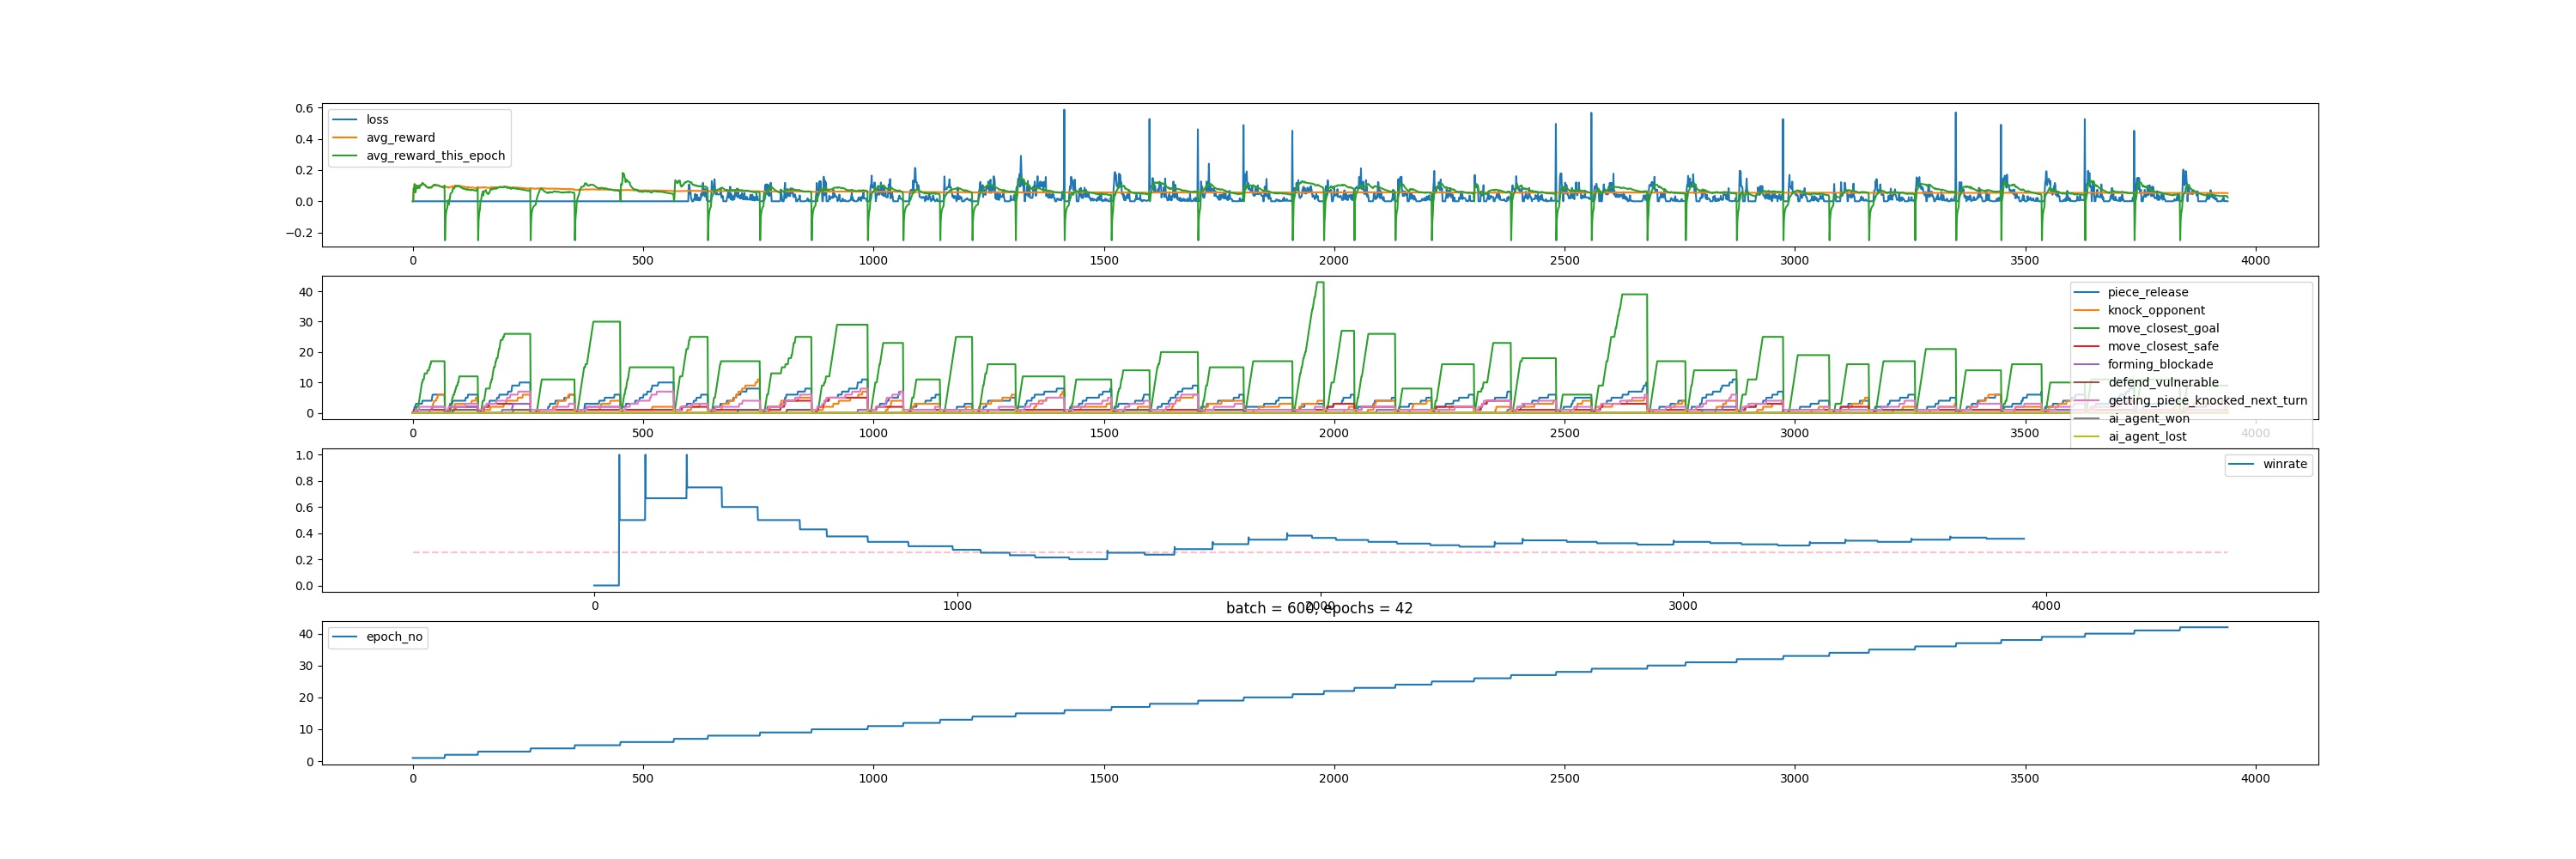 0.6
0.4
0.2
0.0
−0.2
loss
avg_reward
avg_reward_this_epoch
0 500 1000 1500 2000 2500 3000 3500 4000
40
30
20
10
0
piece_release
knock_opponent
move_closest_goal
move_closest_safe
forming_blockade
defend_vulnerable
getting_piece_knocked_next_turn
ai_agent_won
ai_agent_lost
0 500 1000 1500 2000 2500 3000 3500 4000
1.0
0.8
0.6
0.4
0.2
0.0
winrate
0 1000 2000 3000 4000
batch = 600, epochs = 42
40
30
20
10
0
epoch_no
0 500 1000 1500 2000 2500 3000 3500 4000